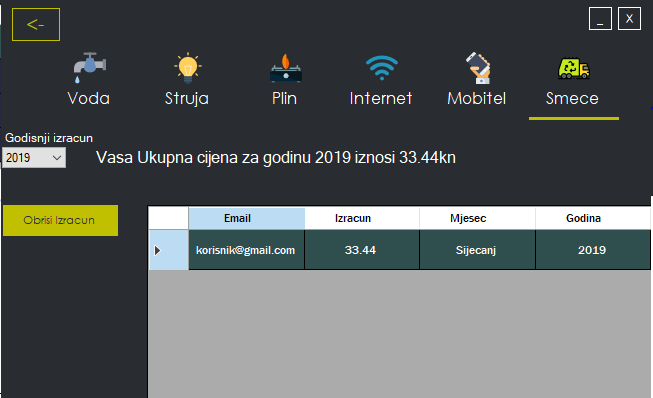 <- _ X
Voda Struja Plin Internet Mobitel Smece
Godisnji izracun
2019 Vasa Ukupna cijena za godinu 2019 iznosi 33.44kn
Obrisi Izracun
Email Izracun Mjesec Godina
korisnik@gmail.com 33.44 Sijecanj 2019